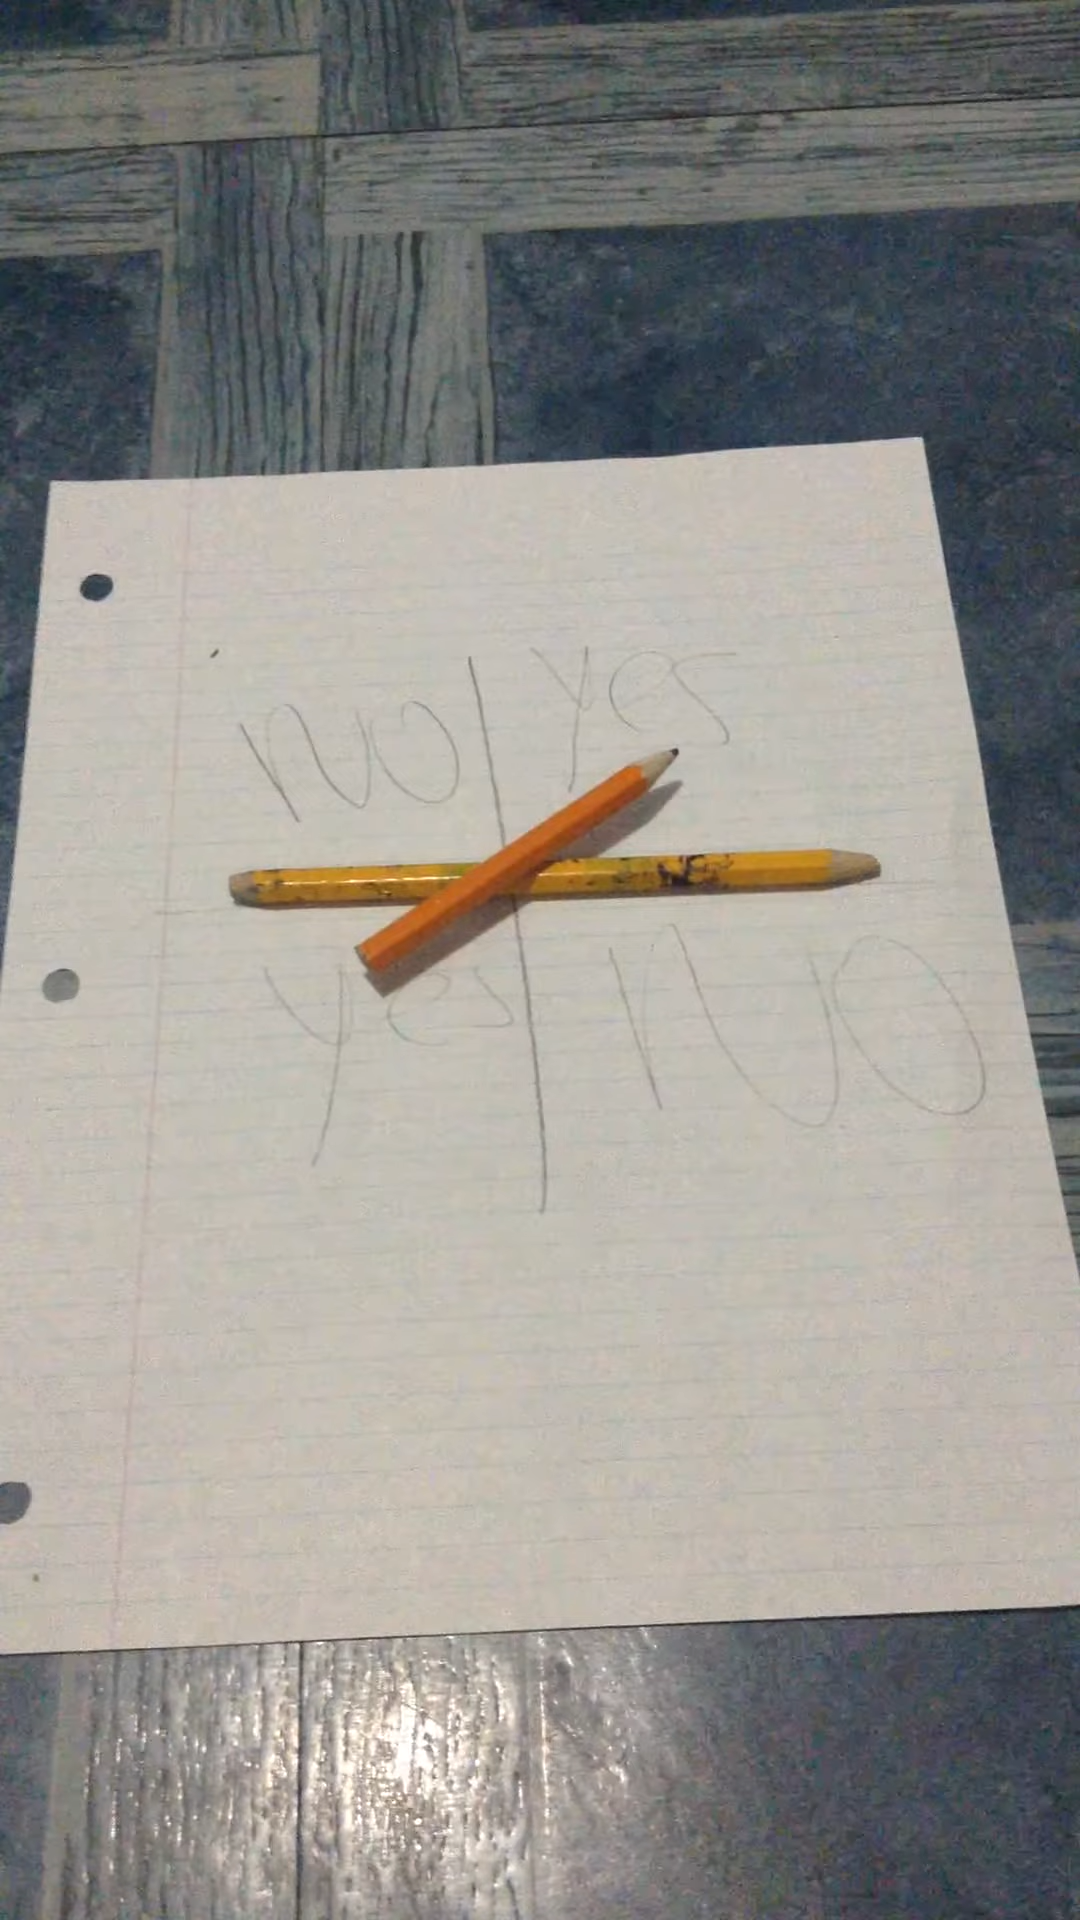 no yes
yes no